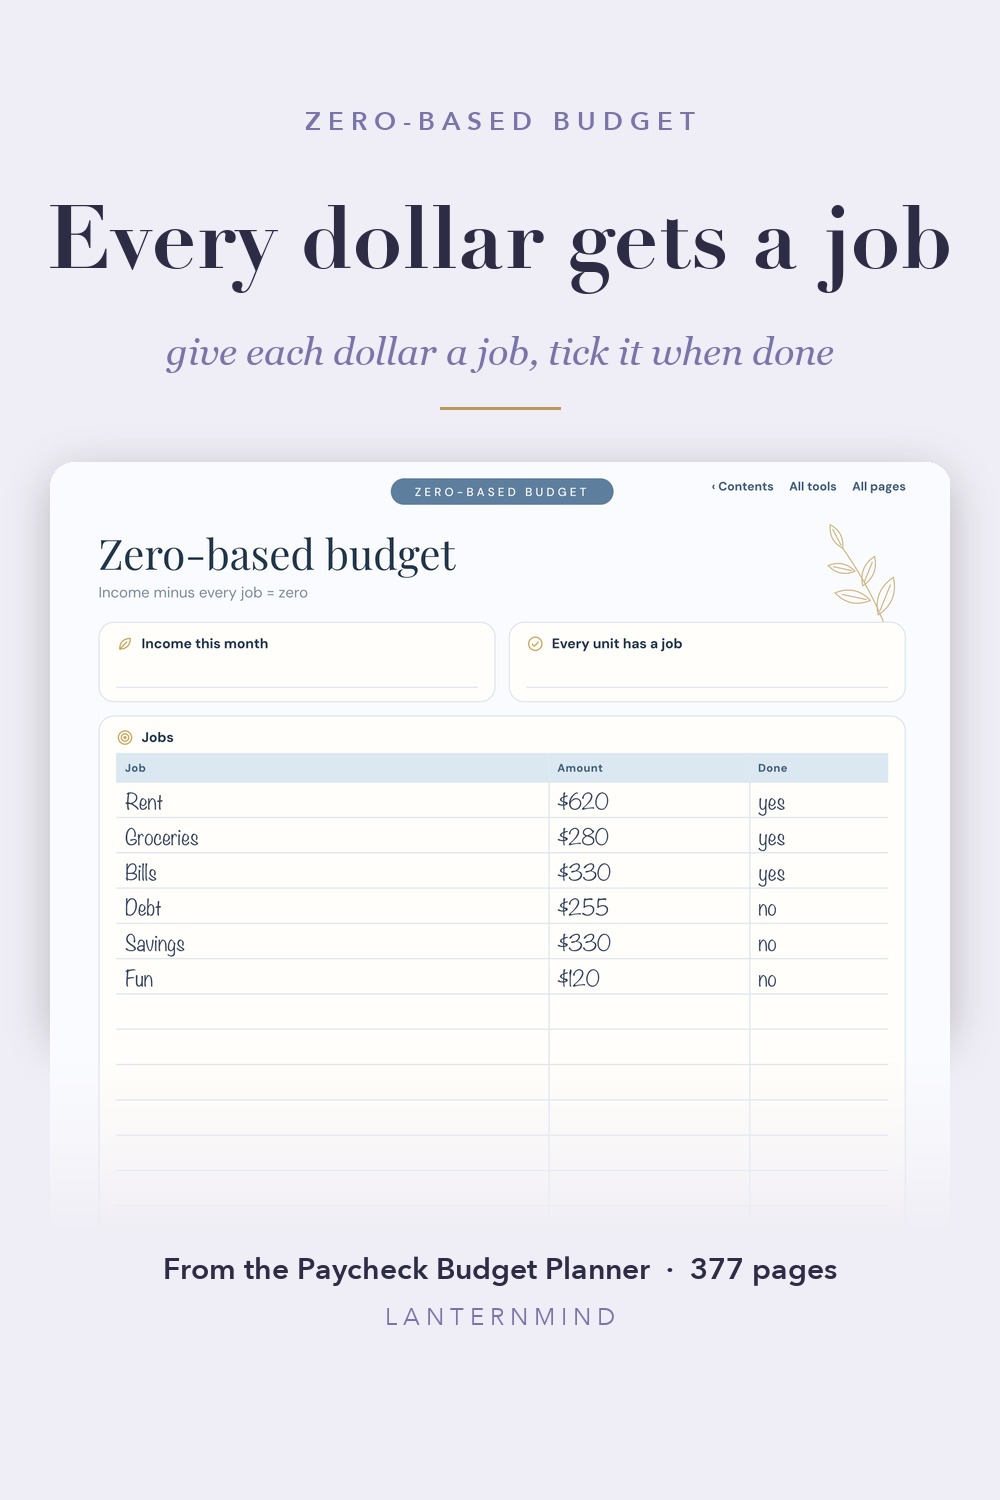 ZERO-BASED BUDGET
Every dollar gets a job
give each dollar a job, tick it when done
ZERO-BASED BUDGET
‹ Contents All tools All pages
Zero-based budget
Income minus every job = zero
Income this month
Every unit has a job
Jobs
Job Amount Done
Rent $620 yes
Groceries $280 yes
Bills $330 yes
Debt $255 no
Savings $330 no
Fun $120 no
From the Paycheck Budget Planner · 377 pages
LANTERNMIND